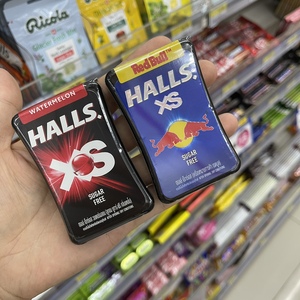 Ricola
WATERMELON
HALLS.
XS
SUGAR
FREE
Red Bull
HALLS
XS
SUGAR
FREE